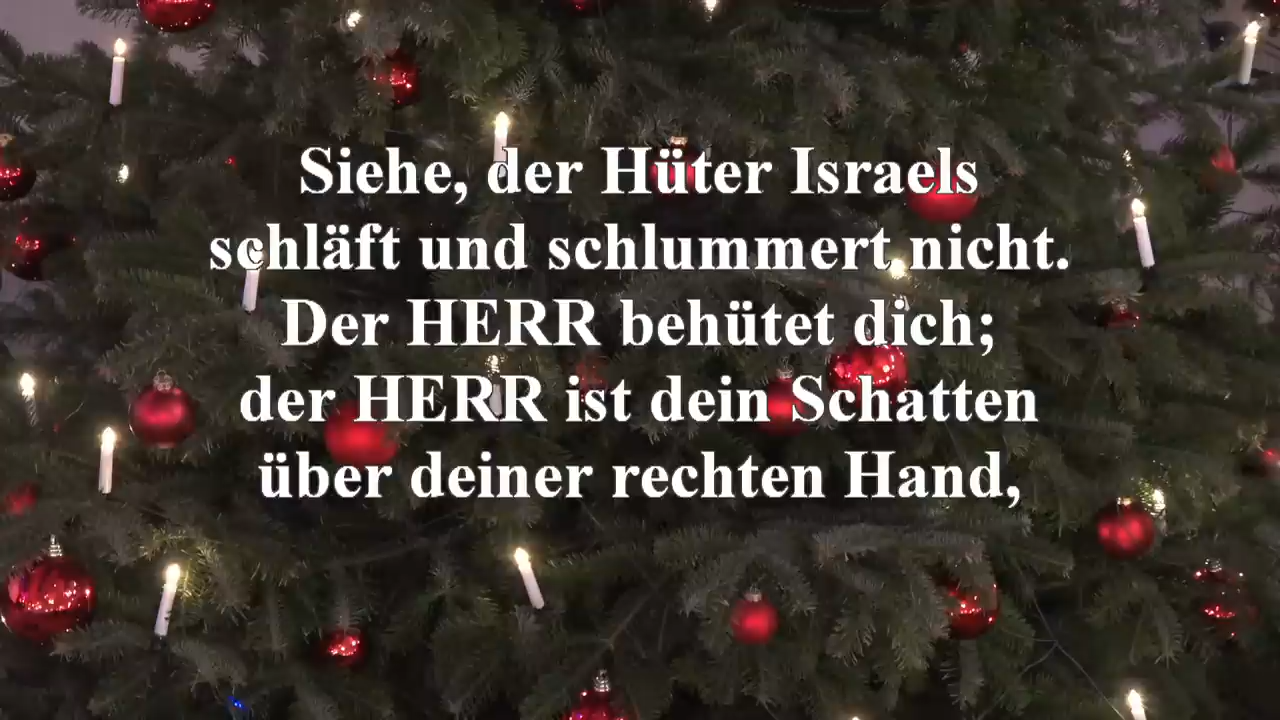 Siehe, der Hüter Israels
schläft und schlummert nicht.
Der HERR behütet dich;
der HERR ist dein Schatten
über deiner rechten Hand,